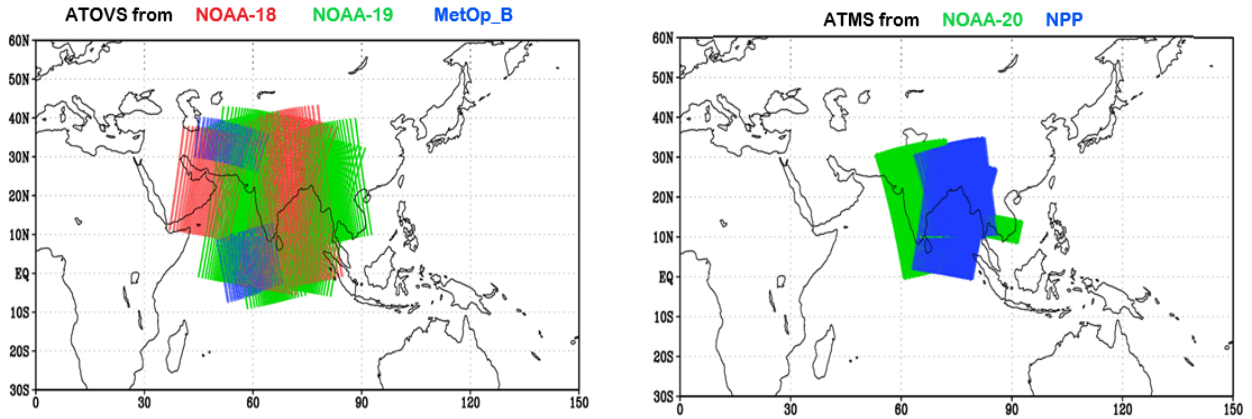 ATOVS from NOAA-18 NOAA-19 MetOp_B
60N
50N
40N
30N
20N
10N
EQ
10S
20S
30S
0 30 60 90 120 150
ATMS from NOAA-20 NPP
60N
50N
40N
30N
20N
10N
EQ
10S
20S
30S
0 30 60 90 120 150